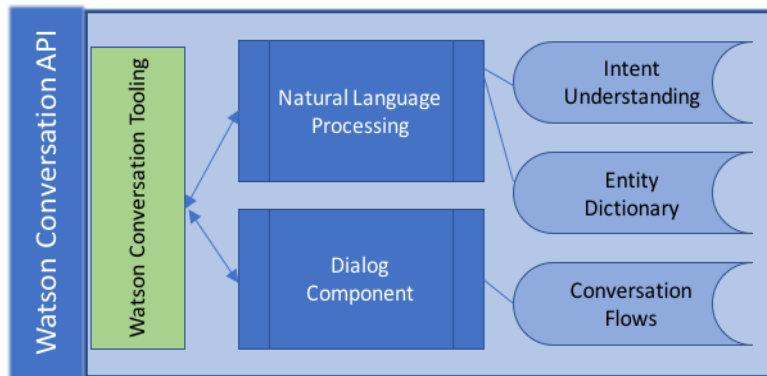 Watson Conversation API
Watson Conversation Tooling
Natural Language
Processing
Dialog
Component
Intent
Understanding
Entity
Dictionary
Conversation
Flows